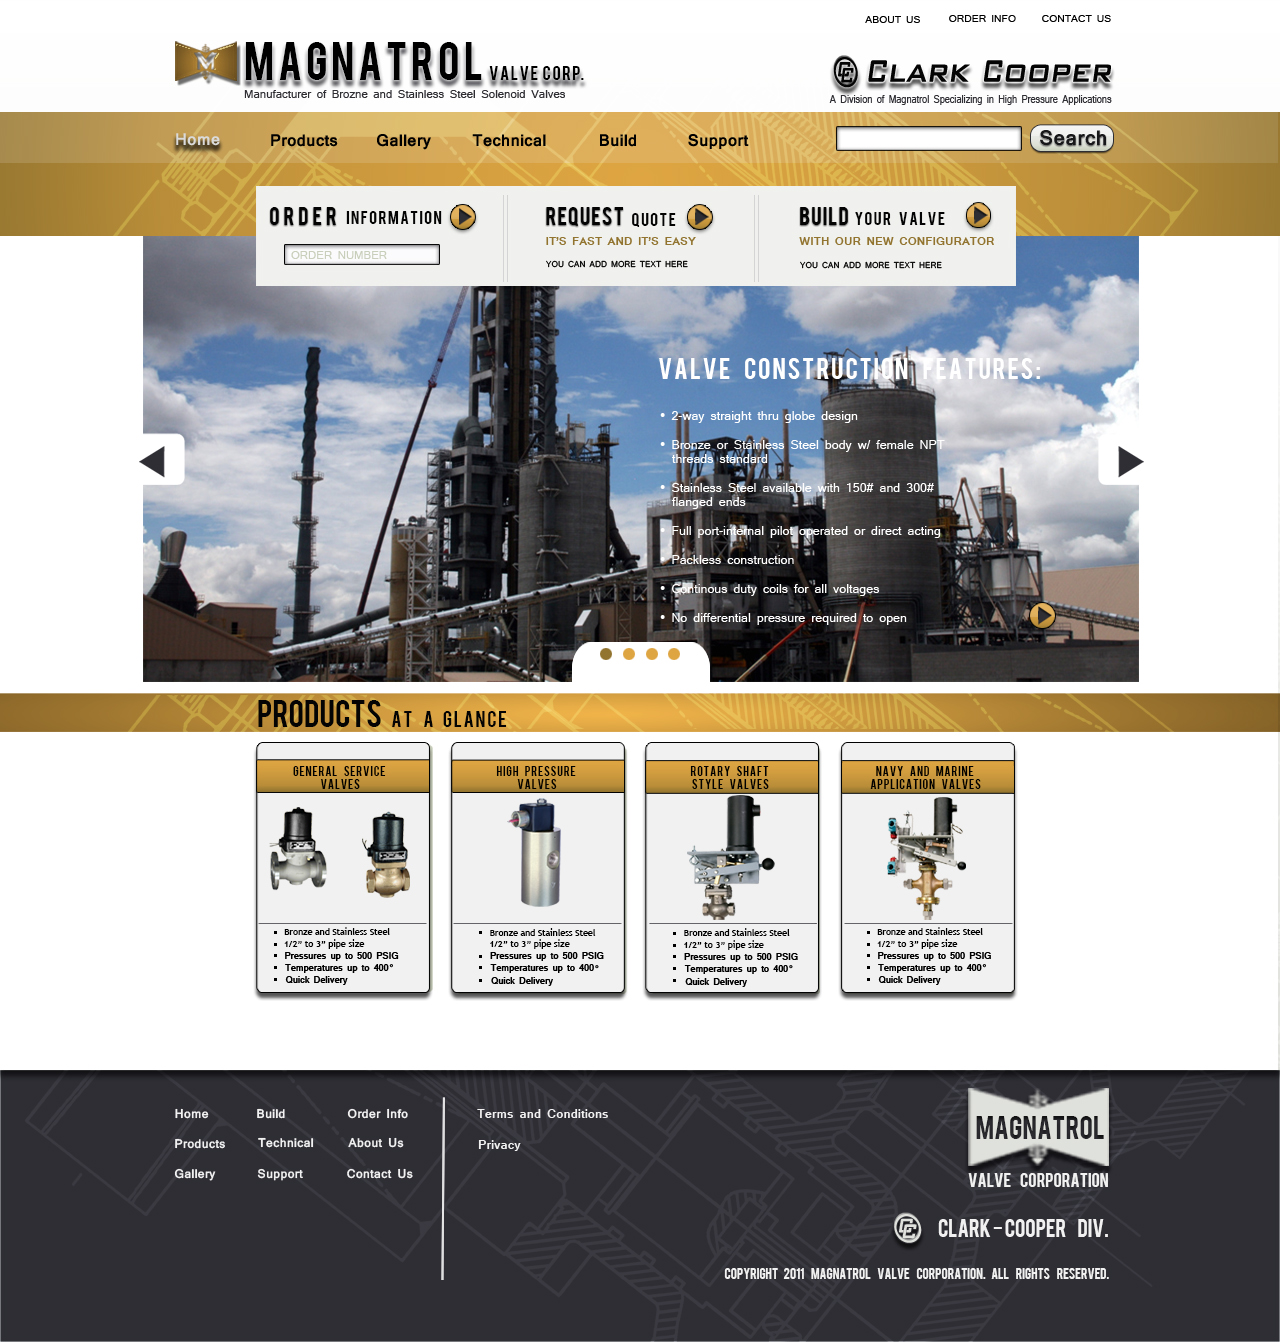 ABOUT US ORDER INFO CONTACT US
MAGNATROL VALVE CORP.
Manufacturer of Brozne and Stainless Steel Solenoid Valves
CLARK COOPER
A Division of Magnatrol Specializing in High Pressure Applications
Home Products Gallery Technical Build Support Search
ORDER INFORMATION
ORDER NUMBER
REQUEST QUOTE
IT'S FAST AND IT'S EASY
YOU CAN ADD MORE TEXT HERE
BUILD YOUR VALVE
WITH OUR NEW CONFIGURATOR
YOU CAN ADD MORE TEXT HERE
VALVE CONSTRUCTION FEATURES:
• 2-way straight thru globe design
• Bronze or Stainless Steel body w/ female NPT
threads standard
• Stainless Steel available with 150# and 300#
flanged ends
• Full port-internal pilot operated or direct acting
• Packless construction
• Continous duty coils for all voltages
• No differential pressure required to open
PRODUCTS AT A GLANCE
GENERAL SERVICE
VALVES
Bronze and Stainless Steel
1/2" to 3" pipe size
Pressures up to 500 PSIG
Temperatures up to 400°
Quick Delivery
HIGH PRESSURE
VALVES
Bronze and Stainless Steel
1/2" to 3" pipe size
Pressures up to 500 PSIG
Temperatures up to 400°
Quick Delivery
ROTARY SHAFT
STYLE VALVES
Bronze and Stainless Steel
1/2" to 3" pipe size
Pressures up to 500 PSIG
Temperatures up to 400°
Quick Delivery
NAVY AND MARINE
APPLICATION VALVES
Bronze and Stainless Steel
1/2" to 3" pipe size
Pressures up to 500 PSIG
Temperatures up to 400°
Quick Delivery
Home Build Order Info
Products Technical About Us
Gallery Support Contact Us
Terms and Conditions
Privacy
MAGNATROL
VALVE CORPORATION
CLARK-COOPER DIV.
COPYRIGHT 2011 MAGNATROL VALVE CORPORATION. ALL RIGHTS RESERVED.